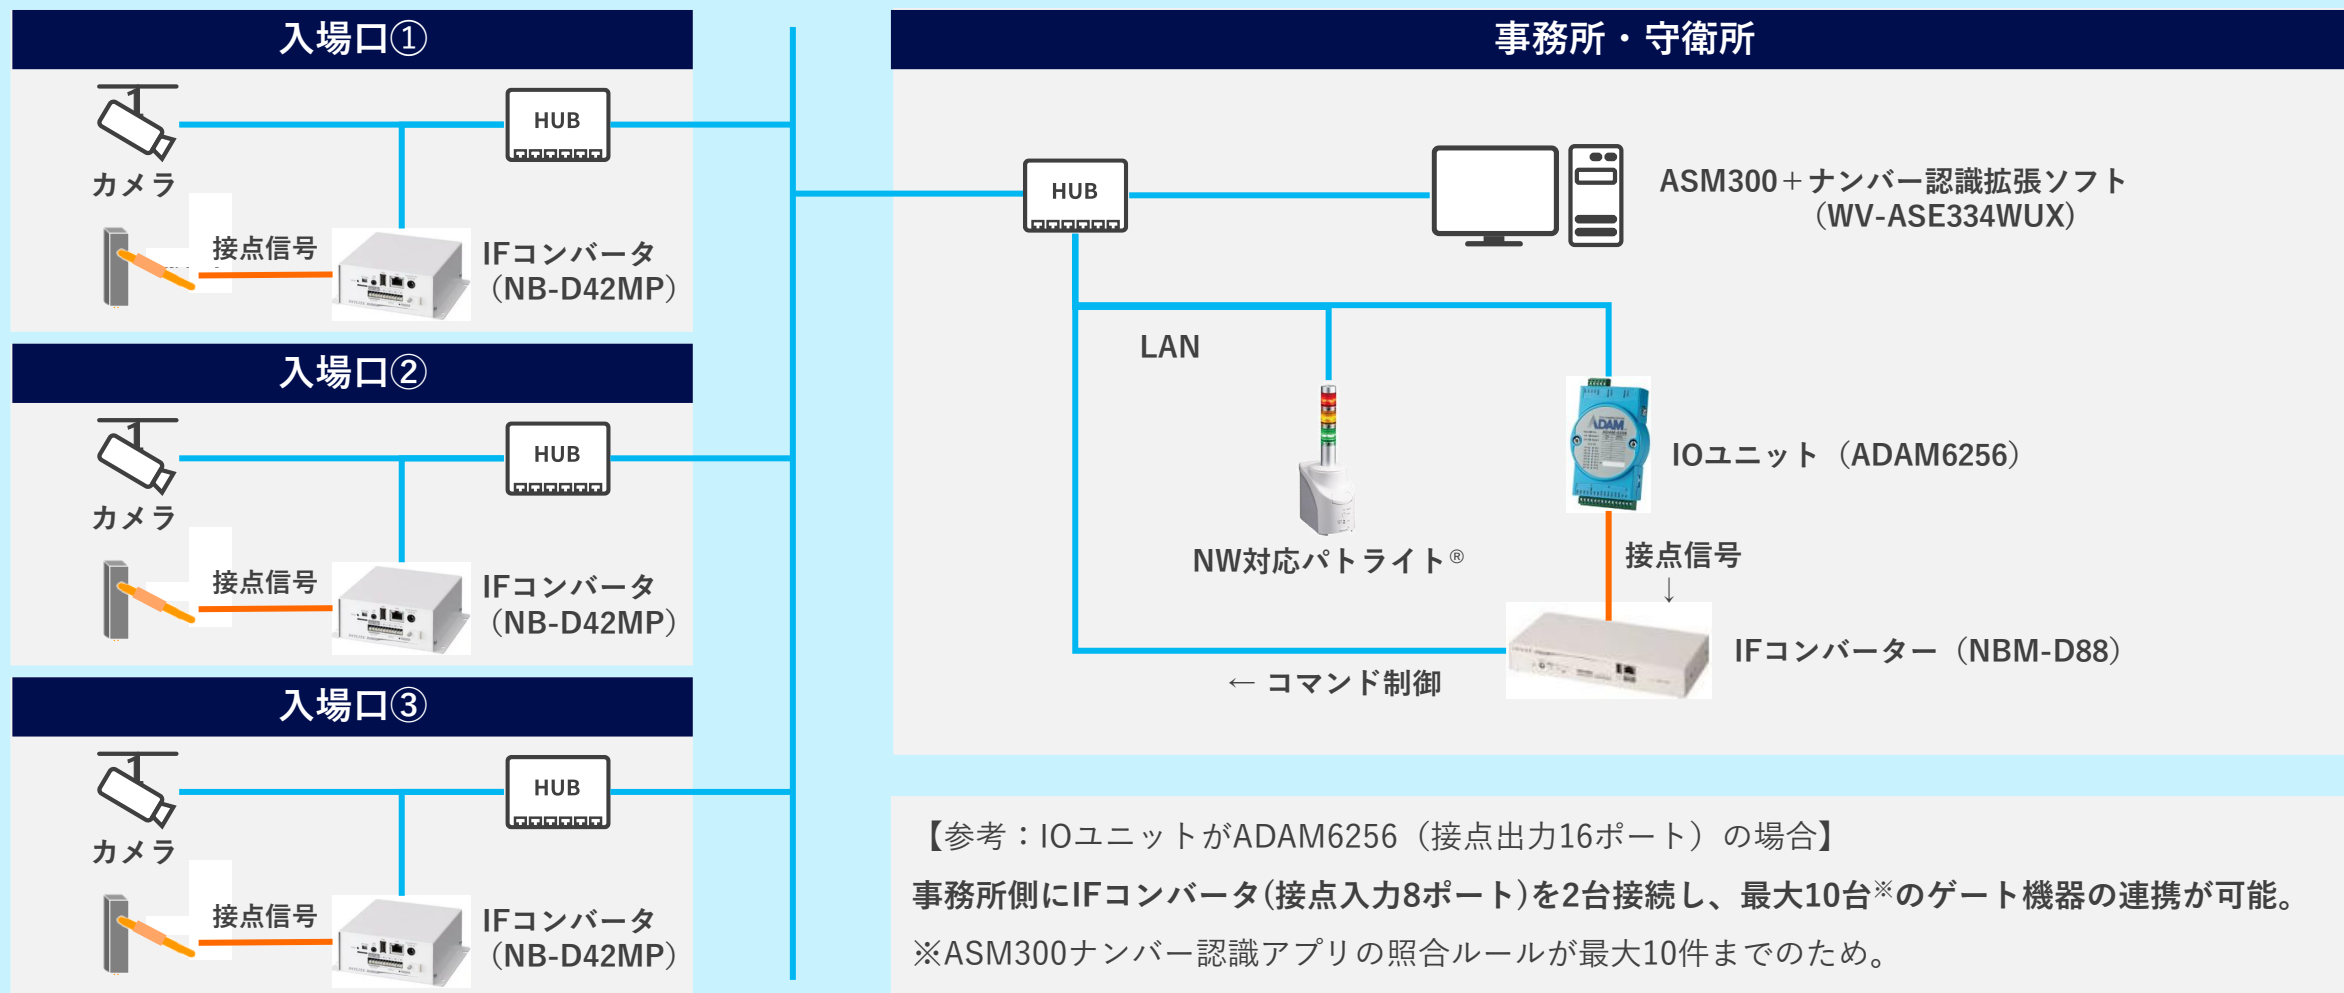 入場口①
HUB
カメラ
接点信号
IFコンバータ
（NB-D42MP）
入場口②
HUB
カメラ
接点信号
IFコンバータ
（NB-D42MP）
入場口③
HUB
カメラ
接点信号
IFコンバータ
（NB-D42MP）
事務所・守衛所
HUB
ASM300＋ナンバー認識拡張ソフト
（WV-ASE334WUX）
LAN
ADAM
NW対応パトライト®
IOユニット（ADAM6256）
接点信号
↓
IFコンバーター（NBM-D88）
← コマンド制御
【参考：IOユニットがADAM6256（接点出力16ポート）の場合】
事務所側にIFコンバータ(接点入力8ポート)を2台接続し、最大10台※のゲート機器の連携が可能。
※ASM300ナンバー認識アプリの照合ルールが最大10件までのため。